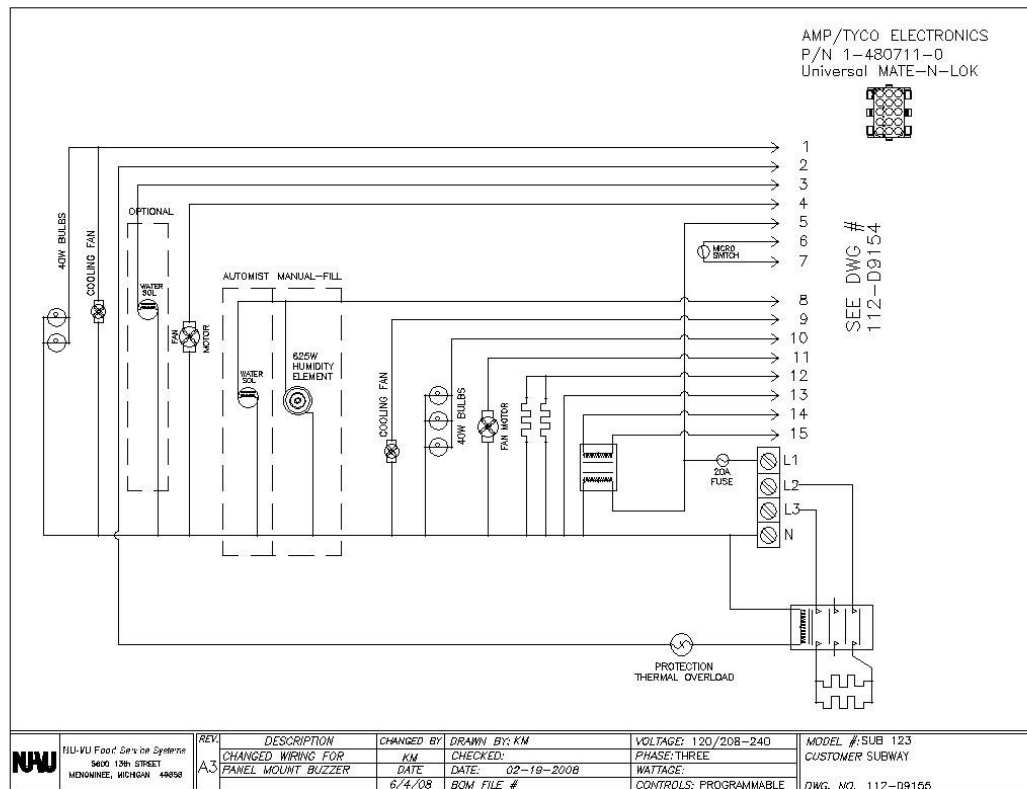 AMP/TYCO ELECTRONICS
P/N 1-480711-0
Universal MATE-N-LOK
1
2
3
4
5
6
7
8
9
10
11
12
13
14
15
SEE DWG #
112-D9154
OPTIONAL
40W BULBS
COOLING FAN
WATER
SOL
FAN
MOTOR
AUTOMIST
MANUAL-FILL
WATER
SOL
625W
HUMIDITY
ELEMENT
COOLING FAN
40W BULBS
FAN MOTOR
MICRO
SWITCH
20A
FUSE
L1
L2
L3
N
PROTECTION
THERMAL OVERLOAD
NUVU
NU-VU Food Service Systems
5600 13th STREET
MENOMINEE, MICHIGAN 49858
REV.
A3
DESCRIPTION
CHANGED WIRING FOR
PANEL MOUNT BUZZER
CHANGED BY
KM
DATE
6/4/08
DRAWN BY: KM
CHECKED:
DATE: 02-19-2008
BOM FILE #
VOLTAGE: 120/208-240
PHASE: THREE
WATTAGE:
CONTROLS: PROGRAMMABLE
MODEL #: SUB 123
CUSTOMER SUBWAY
DWG. NO. 112-D9155